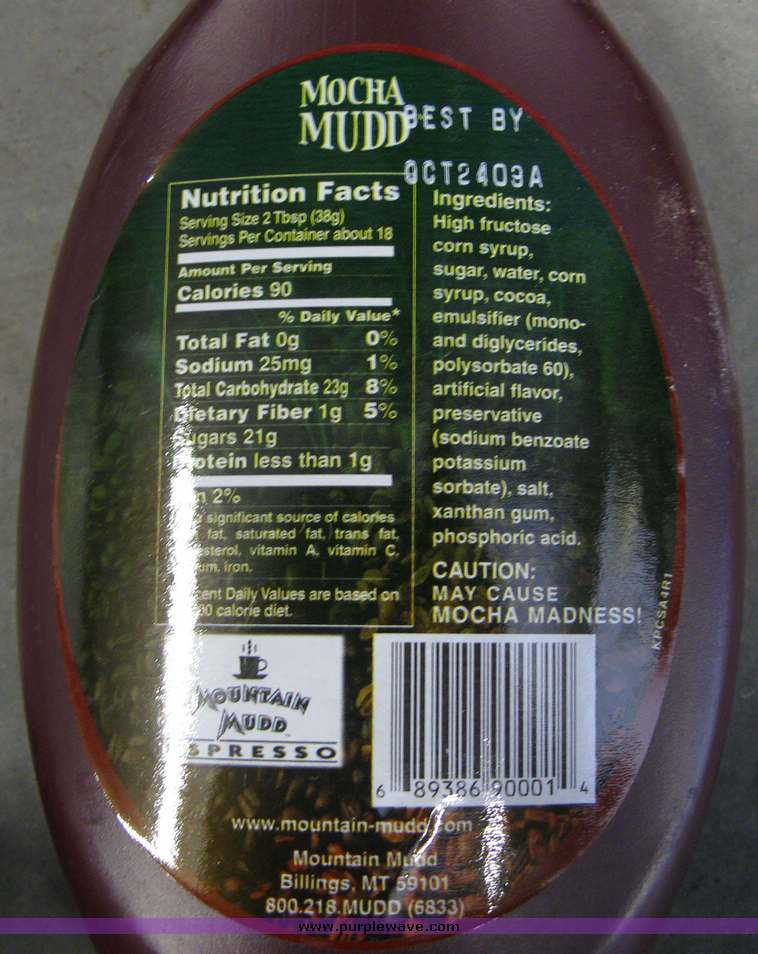 MOCHA
MUDD
BEST BY
OCT2409A
Nutrition Facts
Serving Size 2 Tbsp (38g)
Servings Per Container about 18
Amount Per Serving
Calories 90
% Daily Value*
Total Fat 0g 0%
Sodium 25mg 1%
Total Carbohydrate 23g 8%
Dietary Fiber 1g 5%
Sugars 21g
Protein less than 1g
2%
significant source of calories
fat, saturated fat, trans fat,
vitamin A, vitamin C,
iron.
Daily Values are based on
calorie diet.
Ingredients:
High fructose
corn syrup,
sugar, water, corn
syrup, cocoa,
emulsifier (mono-
and diglycerides,
polysorbate 60),
artificial flavor,
preservative
(sodium benzoate
potassium
sorbate), salt,
xanthan gum,
phosphoric acid.
CAUTION:
MAY CAUSE
MOCHA MADNESS!
KPCSA4R1
MOUNTAIN
MUDD
ESPRESSO
6 89386 90001 4
www.mountain-mudd.com
Mountain Mudd
Billings, MT 59101
800.218.MUDD (6833)
www.purplewave.com